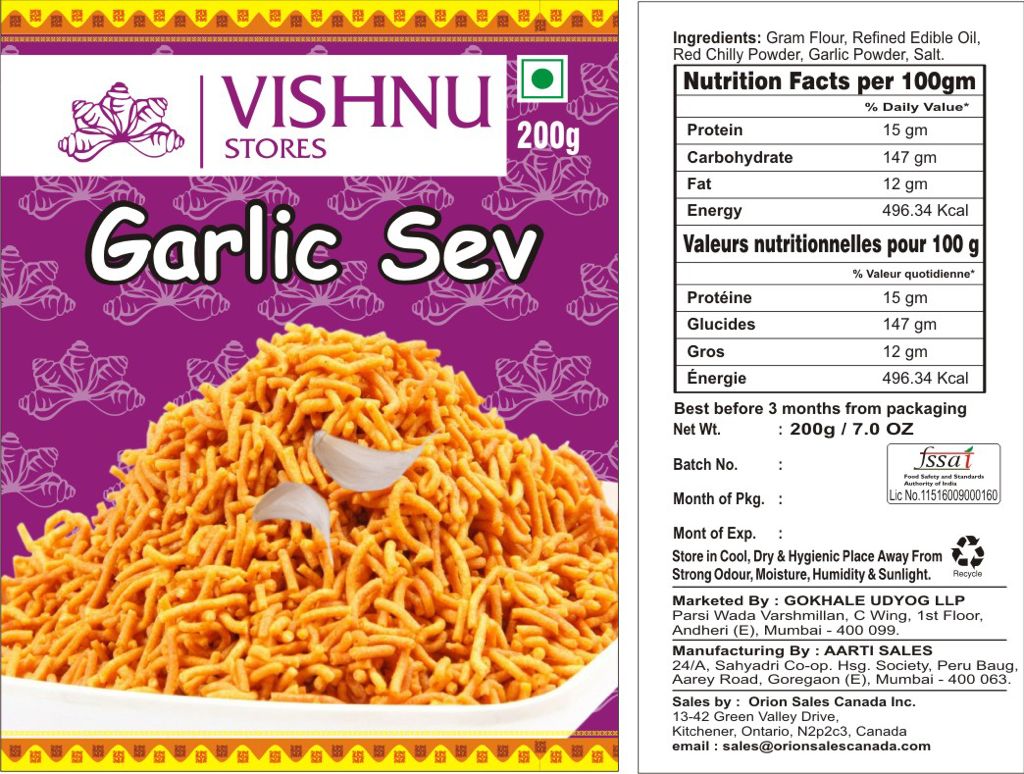 VISHNU
STORES
200g
Garlic Sev
Ingredients: Gram Flour, Refined Edible Oil,
Red Chilly Powder, Garlic Powder, Salt.
Nutrition Facts per 100gm
% Daily Value*
Protein 15 gm
Carbohydrate 147 gm
Fat 12 gm
Energy 496.34 Kcal
Valeurs nutritionnelles pour 100 g
% Valeur quotidienne*
Protéine 15 gm
Glucides 147 gm
Gros 12 gm
Énergie 496.34 Kcal
Best before 3 months from packaging
Net Wt. : 200g / 7.0 OZ
Batch No. :
fssai
Food Safety and Standards
Authority of India
Lic No.11516009000160
Month of Pkg. :
Mont of Exp. :
Store in Cool, Dry & Hygienic Place Away From
Strong Odour, Moisture, Humidity & Sunlight.
Recycle
Marketed By : GOKHALE UDYOG LLP
Parsi Wada Varshmillan, C Wing, 1st Floor,
Andheri (E), Mumbai - 400 099.
Manufacturing By : AARTI SALES
24/A, Sahyadri Co-op. Hsg. Society, Peru Baug,
Aarey Road, Goregaon (E), Mumbai - 400 063.
Sales by : Orion Sales Canada Inc.
13-42 Green Valley Drive,
Kitchener, Ontario, N2p2c3, Canada
email : sales@orionsalescanada.com